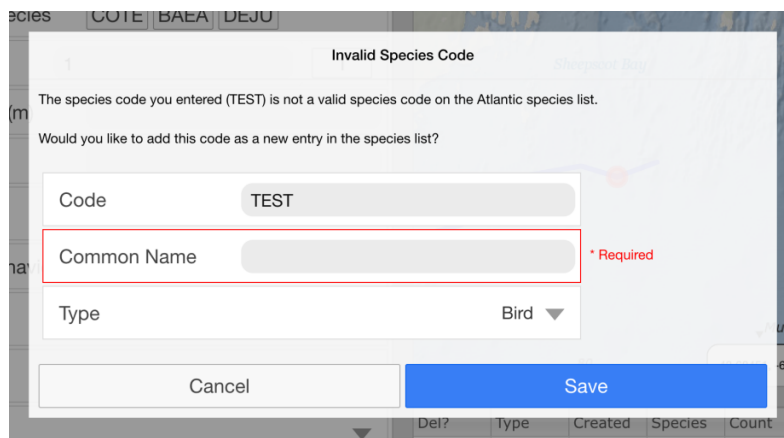 COTE BAEA DEJU
Invalid Species Code
The species code you entered (TEST) is not a valid species code on the Atlantic species list.
(m)
Would you like to add this code as a new entry in the species list?
Code TEST
Common Name * Required
Type Bird
Cancel Save
Del? Type Created Species Count